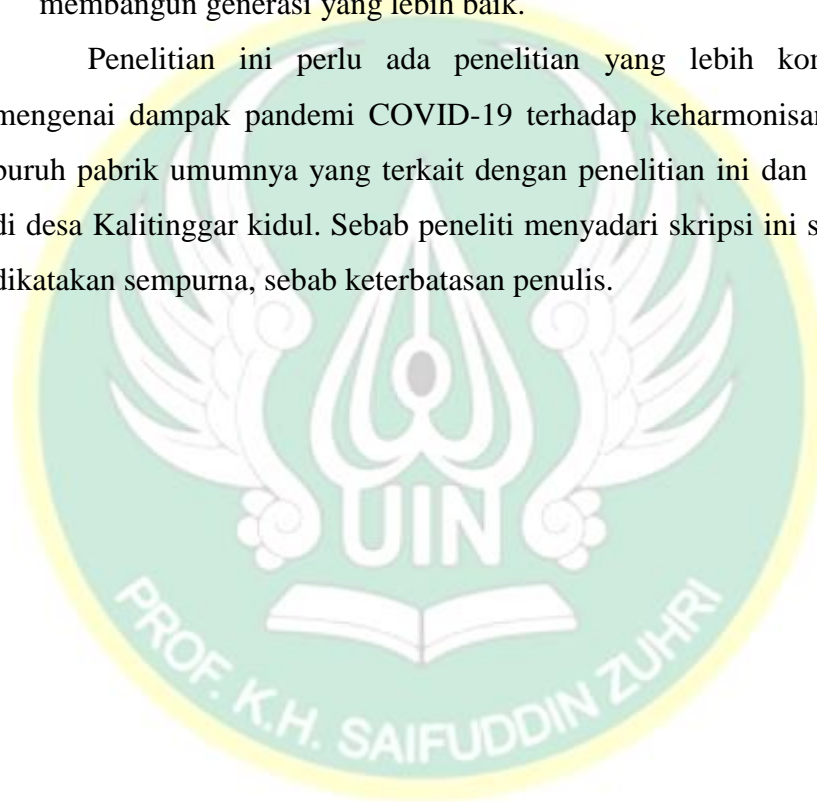 membangun generasi yang lebih baik.
Penelitian ini perlu ada penelitian yang lebih
mengenai dampak pandemi COVID-19 terhadap keharmonisan
buruh pabrik umumnya yang terkait dengan penelitian ini dan
di desa Kalitinggar kidul. Sebab peneliti menyadari skripsi ini
dikatakan sempurna, sebab keterbatasan penulis.
UIN
PROF. K.H. SAIFUDDIN ZUHRI